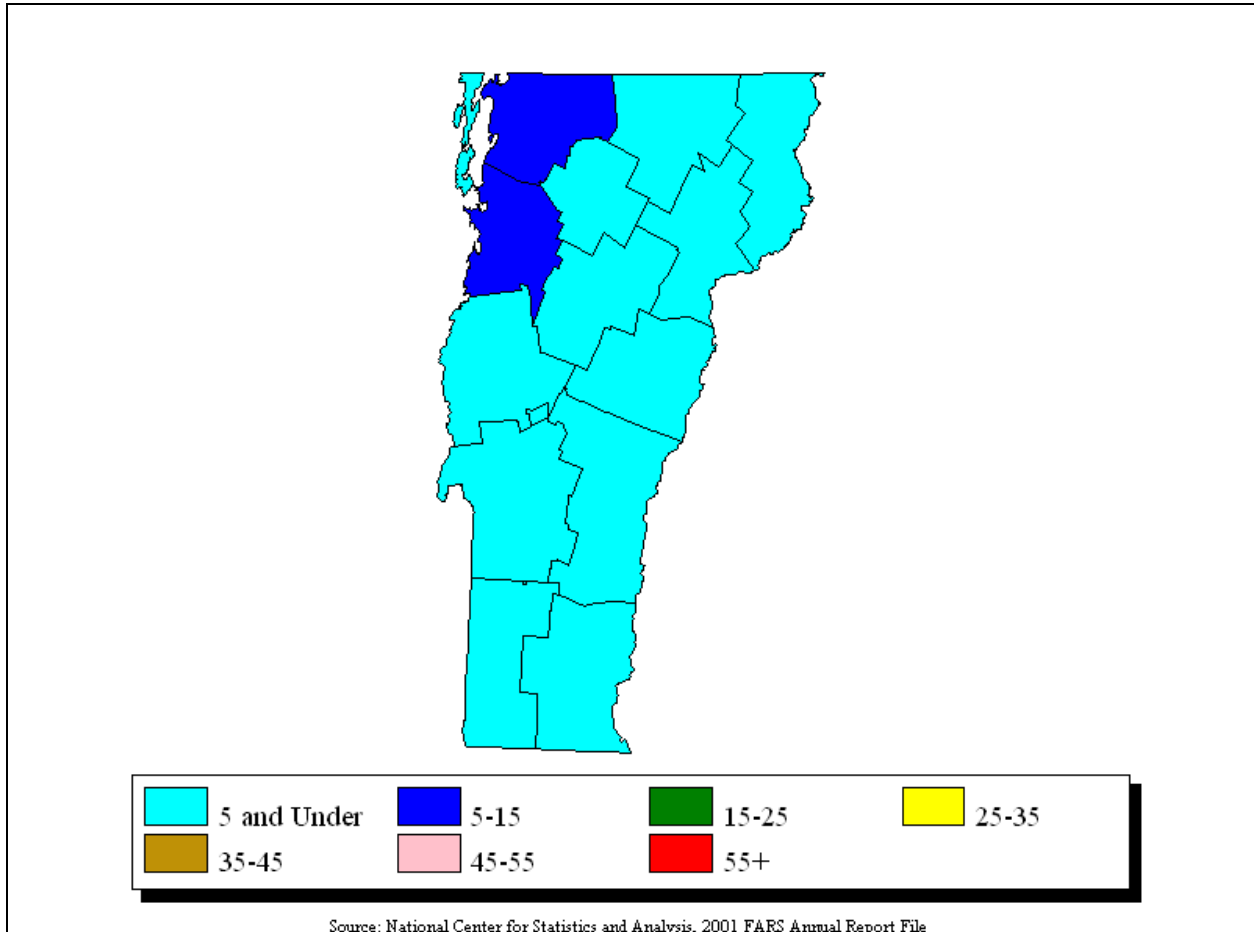 5 and Under 5-15 15-25 25-35
35-45 45-55 55+
Source: National Center for Statistics and Analysis, 2001 FARS Annual Report File